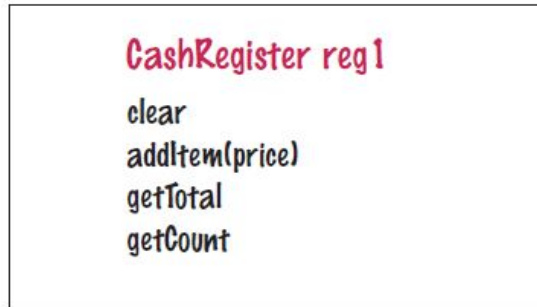 CashRegister reg1
clear
addItem(price)
getTotal
getCount